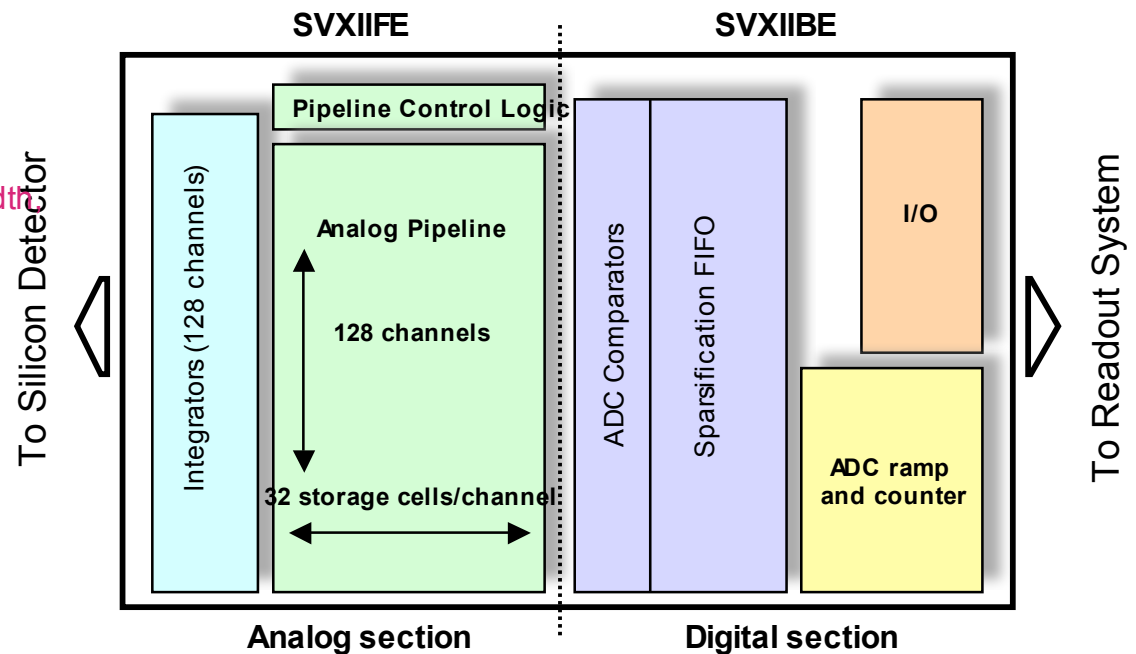 SVXIIFE
SVXIIBE
Pipeline Control Logic
Integrators (128 channels)
Analog Pipeline
128 channels
32 storage cells/channel
ADC Comparators
Sparsification FIFO
I/O
ADC ramp
and counter
To Silicon Detector
dth,
To Readout System
Analog section
Digital section